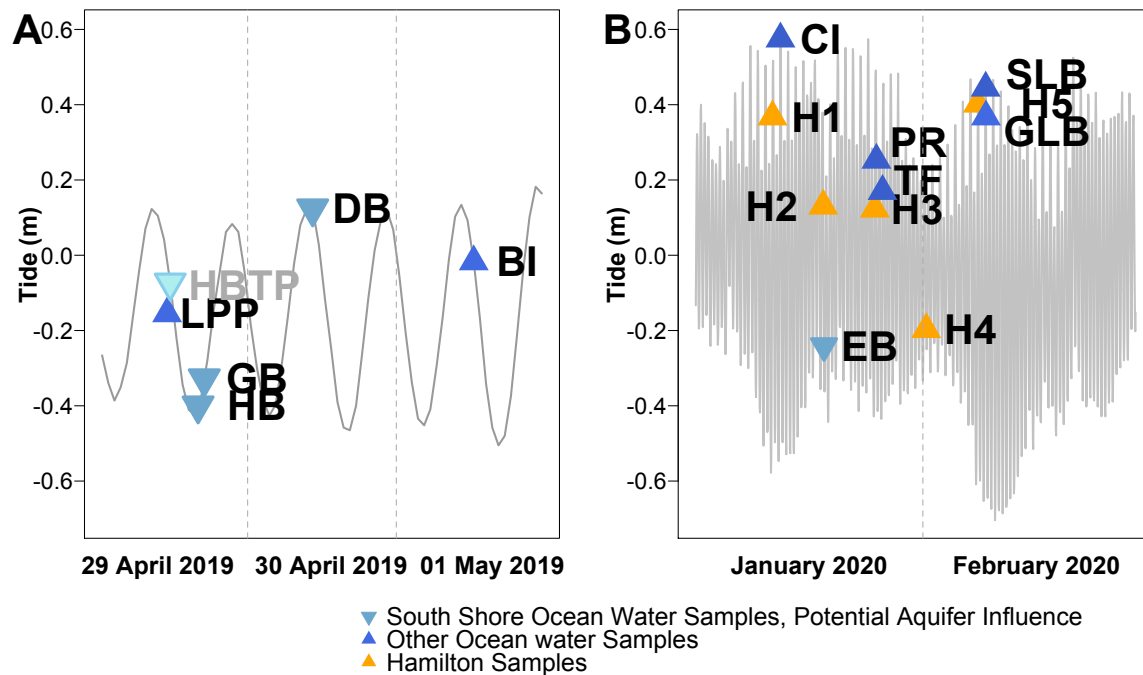 A
B
Tide (m)
0.6
0.4
0.2
0.0
-0.2
-0.4
-0.6
HBTP
LPP
GB
HB
DB
BI
29 April 2019
30 April 2019
01 May 2019
Tide (m)
0.6
0.4
0.2
0.0
-0.2
-0.4
-0.6
CI
H1
H2
PR
TF
H3
EB
H4
SLB
H5
GLB
January 2020
February 2020
South Shore Ocean Water Samples, Potential Aquifer Influence
Other Ocean water Samples
Hamilton Samples